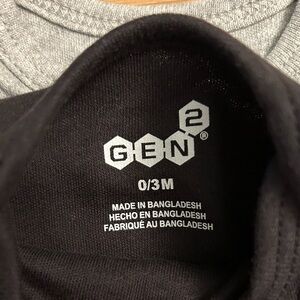 GEN2®
0/3M
MADE IN BANGLADESH
HECHO EN BANGLADESH
FABRIQUÉ AU BANGLADESH